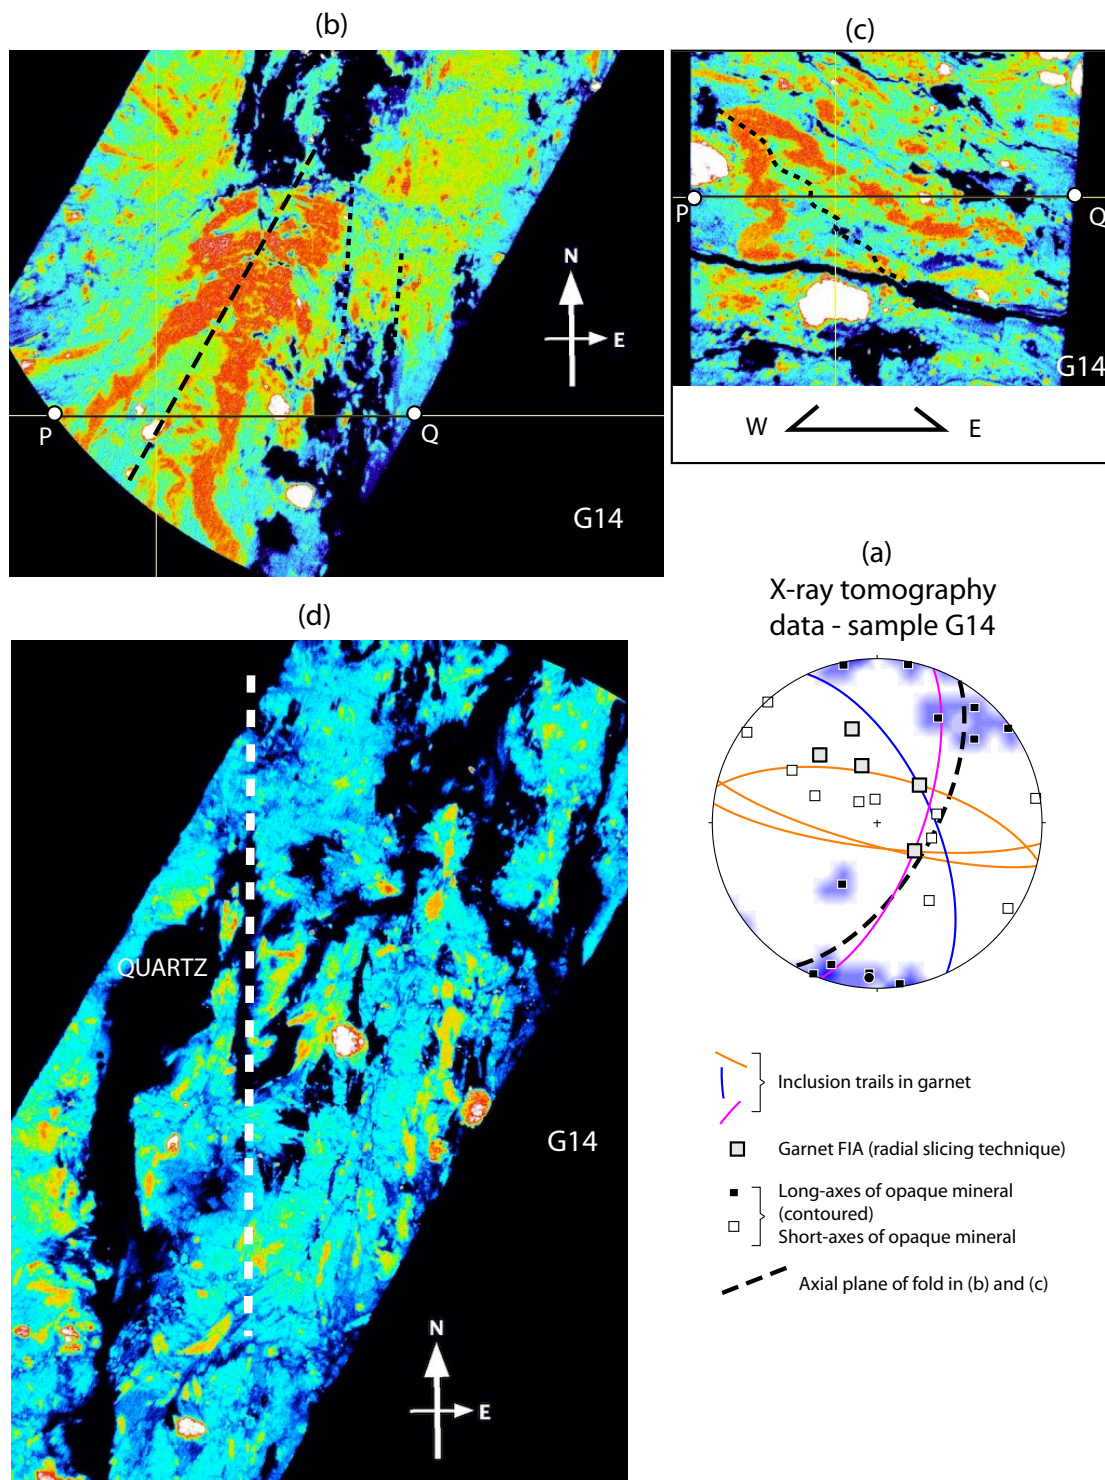 (b)
N
E
P
Q
G14
(c)
P
Q
G14
W
E
(d)
QUARTZ
G14
N
E
(a)
X-ray tomography
data - sample G14
Inclusion trails in garnet
Garnet FIA (radial slicing technique)
Long-axes of opaque mineral
(contoured)
Short-axes of opaque mineral
Axial plane of fold in (b) and (c)